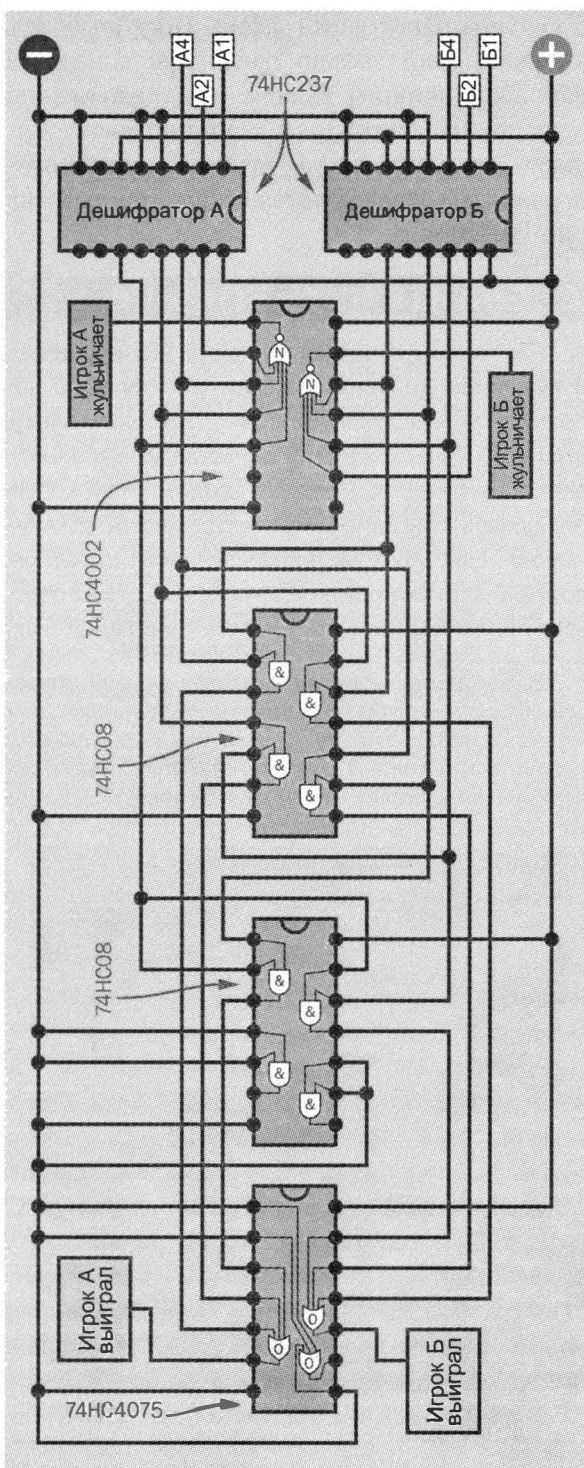 −
+
А4
А2
А1
Б4
Б2
Б1
74HC237
Дешифратор А
Дешифратор Б
Игрок А
жульничает
N
N
Игрок Б
жульничает
74HC4002
&
&
&
&
74HC08
&
&
&
&
74HC08
Игрок А
выиграл
O
O
O
Игрок Б
выиграл
74HC4075